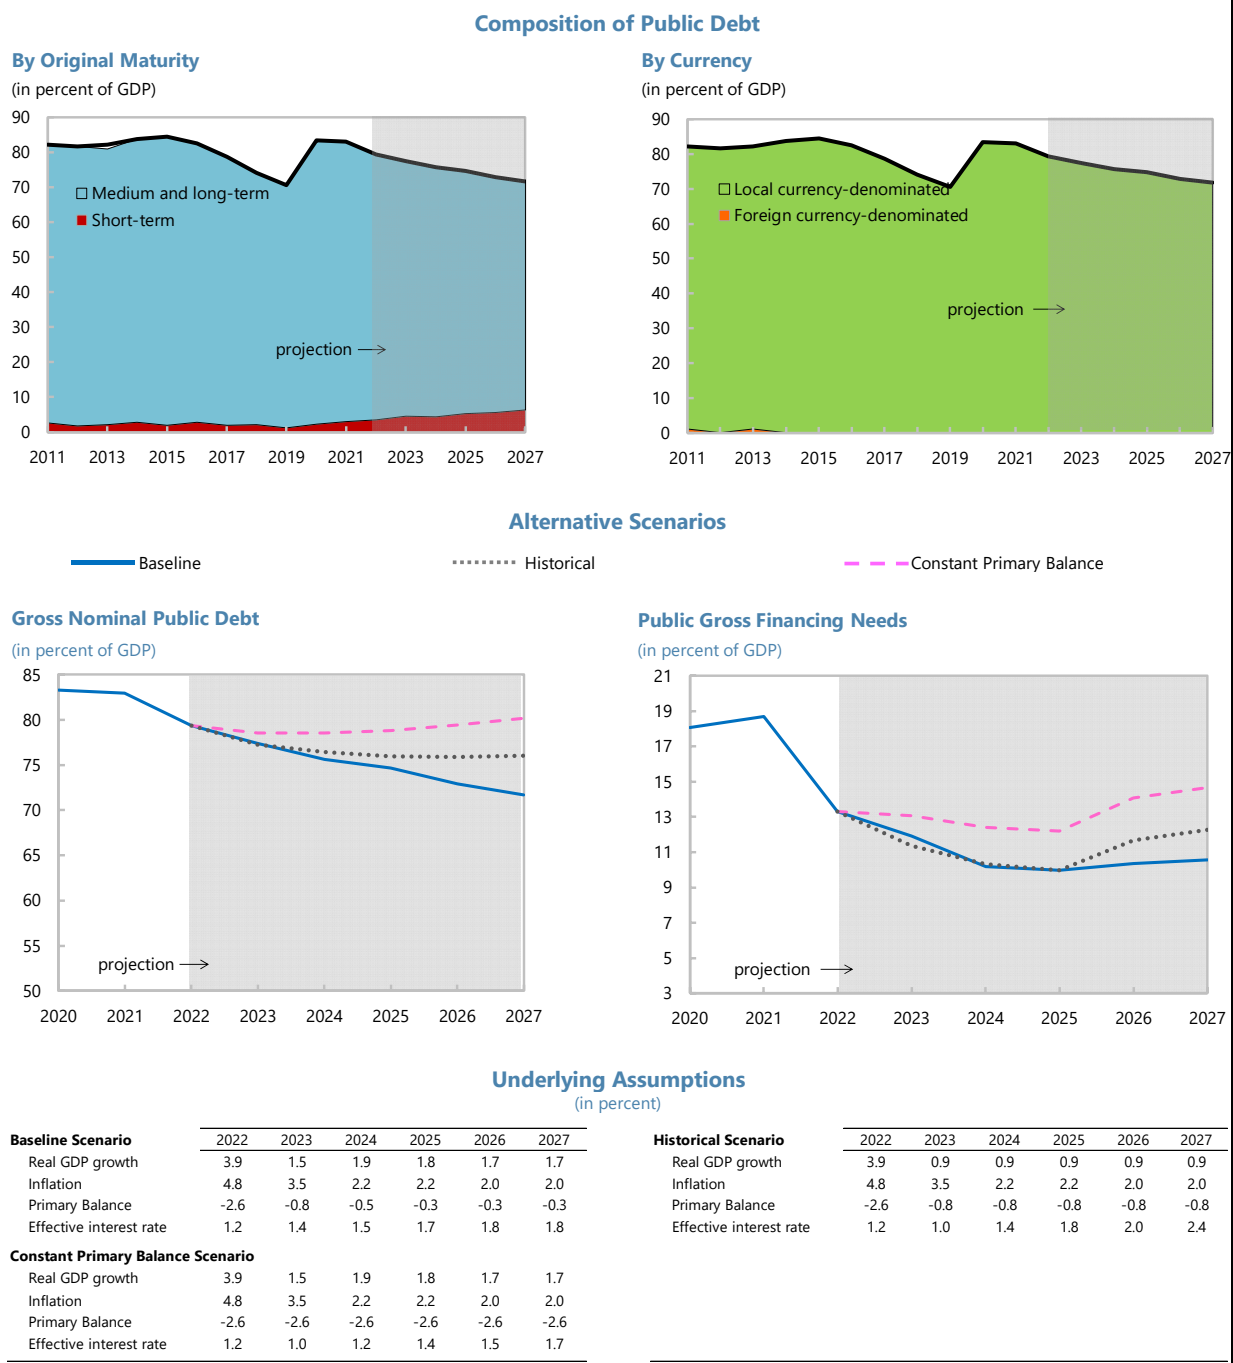 Composition of Public Debt
By Original Maturity
(in percent of GDP)
90
80
70
60
50
40
30
20
10
0
Medium and long-term
Short-term
projection
2011 2013 2015 2017 2019 2021 2023 2025 2027
By Currency
(in percent of GDP)
90
80
70
60
50
40
30
20
10
0
Local currency-denominated
Foreign currency-denominated
projection
2011 2013 2015 2017 2019 2021 2023 2025 2027
Alternative Scenarios
Baseline Historical Constant Primary Balance
Gross Nominal Public Debt
(in percent of GDP)
85
80
75
70
65
60
55
50
projection
2020 2021 2022 2023 2024 2025 2026 2027
Public Gross Financing Needs
(in percent of GDP)
21
19
17
15
13
11
9
7
5
3
projection
2020 2021 2022 2023 2024 2025 2026 2027
Underlying Assumptions
(in percent)
Baseline Scenario 2022 2023 2024 2025 2026 2027
Real GDP growth 3.9 1.5 1.9 1.8 1.7 1.7
Inflation 4.8 3.5 2.2 2.2 2.0 2.0
Primary Balance -2.6 -0.8 -0.5 -0.3 -0.3 -0.3
Effective interest rate 1.2 1.4 1.5 1.7 1.8 1.8
Constant Primary Balance Scenario
Real GDP growth 3.9 1.5 1.9 1.8 1.7 1.7
Inflation 4.8 3.5 2.2 2.2 2.0 2.0
Primary Balance -2.6 -2.6 -2.6 -2.6 -2.6 -2.6
Effective interest rate 1.2 1.0 1.2 1.4 1.5 1.7
Historical Scenario 2022 2023 2024 2025 2026 2027
Real GDP growth 3.9 0.9 0.9 0.9 0.9 0.9
Inflation 4.8 3.5 2.2 2.2 2.0 2.0
Primary Balance -2.6 -0.8 -0.8 -0.8 -0.8 -0.8
Effective interest rate 1.2 1.0 1.4 1.8 2.0 2.4